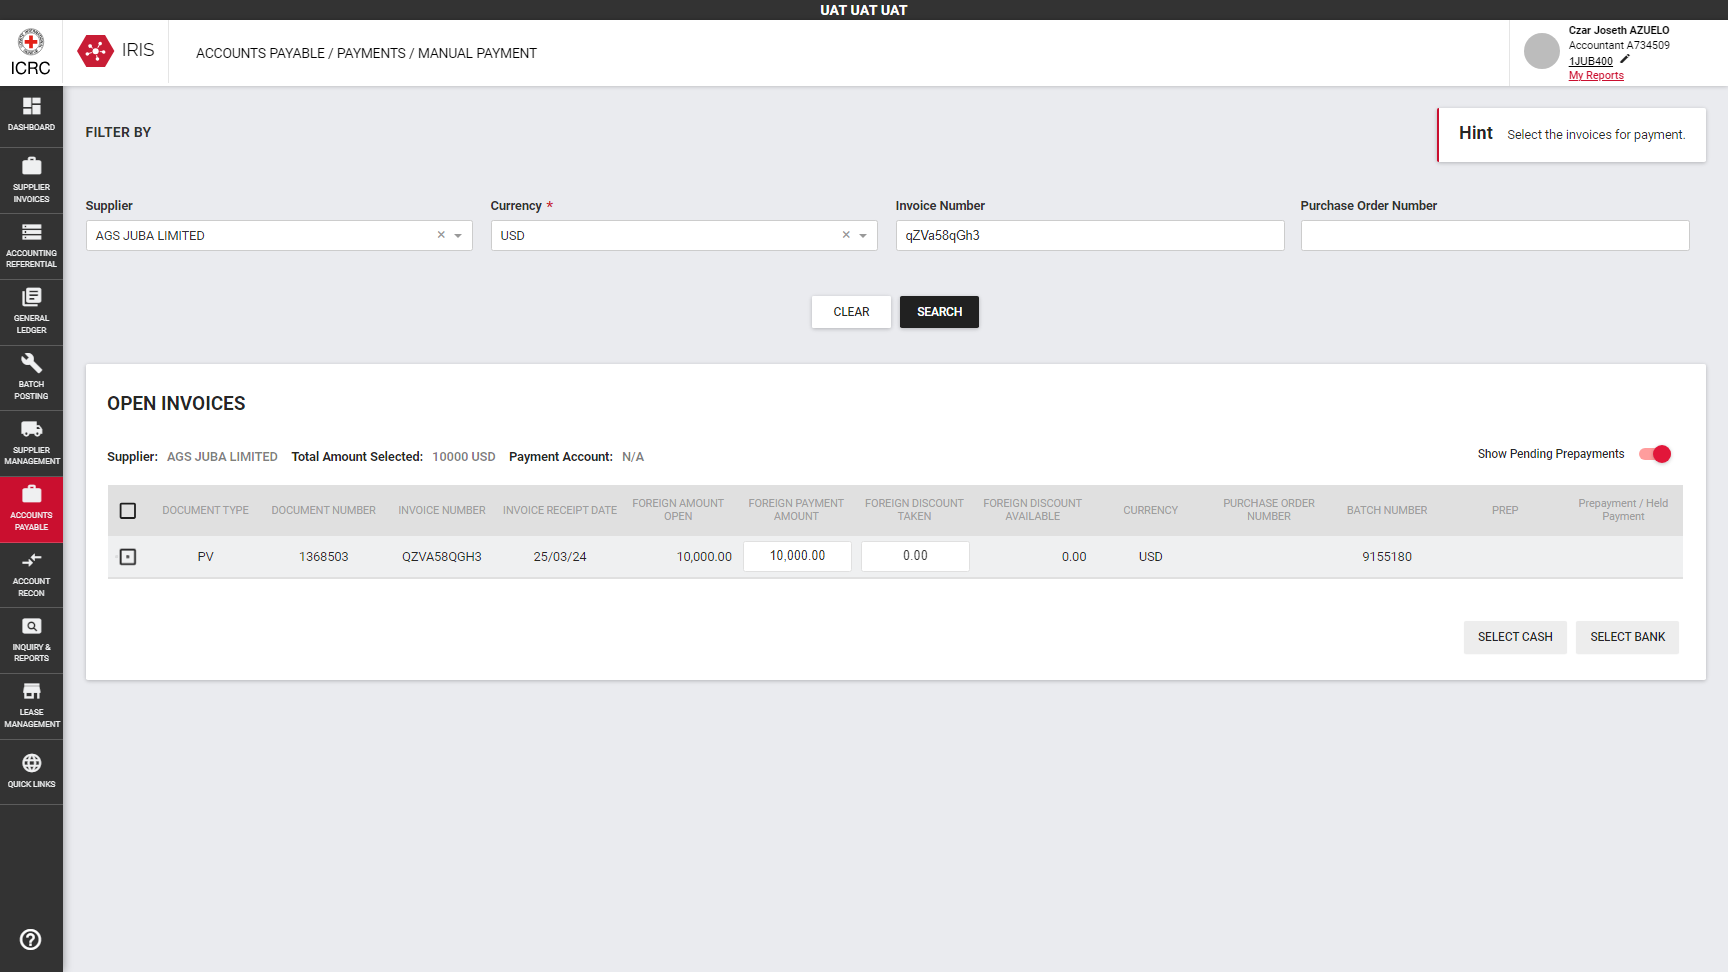 UAT UAT UAT
ICRC
IRIS
ACCOUNTS PAYABLE / PAYMENTS / MANUAL PAYMENT
Czar Joseth AZUELO
Accountant A734509
1JUB400
My Reports
DASHBOARD
SUPPLIER
INVOICES
ACCOUNTING
REFERENTIAL
GENERAL
LEDGER
BATCH
POSTING
SUPPLIER
MANAGEMENT
ACCOUNTS
PAYABLE
ACCOUNT
RECON
INQUIRY &
REPORTS
LEASE
MANAGEMENT
QUICK LINKS
FILTER BY
Hint Select the invoices for payment.
Supplier Currency * Invoice Number Purchase Order Number
AGS JUBA LIMITED USD qZVa58qGh3
CLEAR SEARCH
OPEN INVOICES
Supplier: AGS JUBA LIMITED Total Amount Selected: 10000 USD Payment Account: N/A
Show Pending Prepayments
DOCUMENT TYPE DOCUMENT NUMBER INVOICE NUMBER INVOICE RECEIPT DATE FOREIGN AMOUNT OPEN FOREIGN PAYMENT AMOUNT FOREIGN DISCOUNT TAKEN FOREIGN DISCOUNT AVAILABLE CURRENCY PURCHASE ORDER NUMBER BATCH NUMBER PREP Prepayment / Held Payment
PV 1368503 QZVA58QGH3 25/03/24 10,000.00 10,000.00 0.00 0.00 USD 9155180
SELECT CASH SELECT BANK